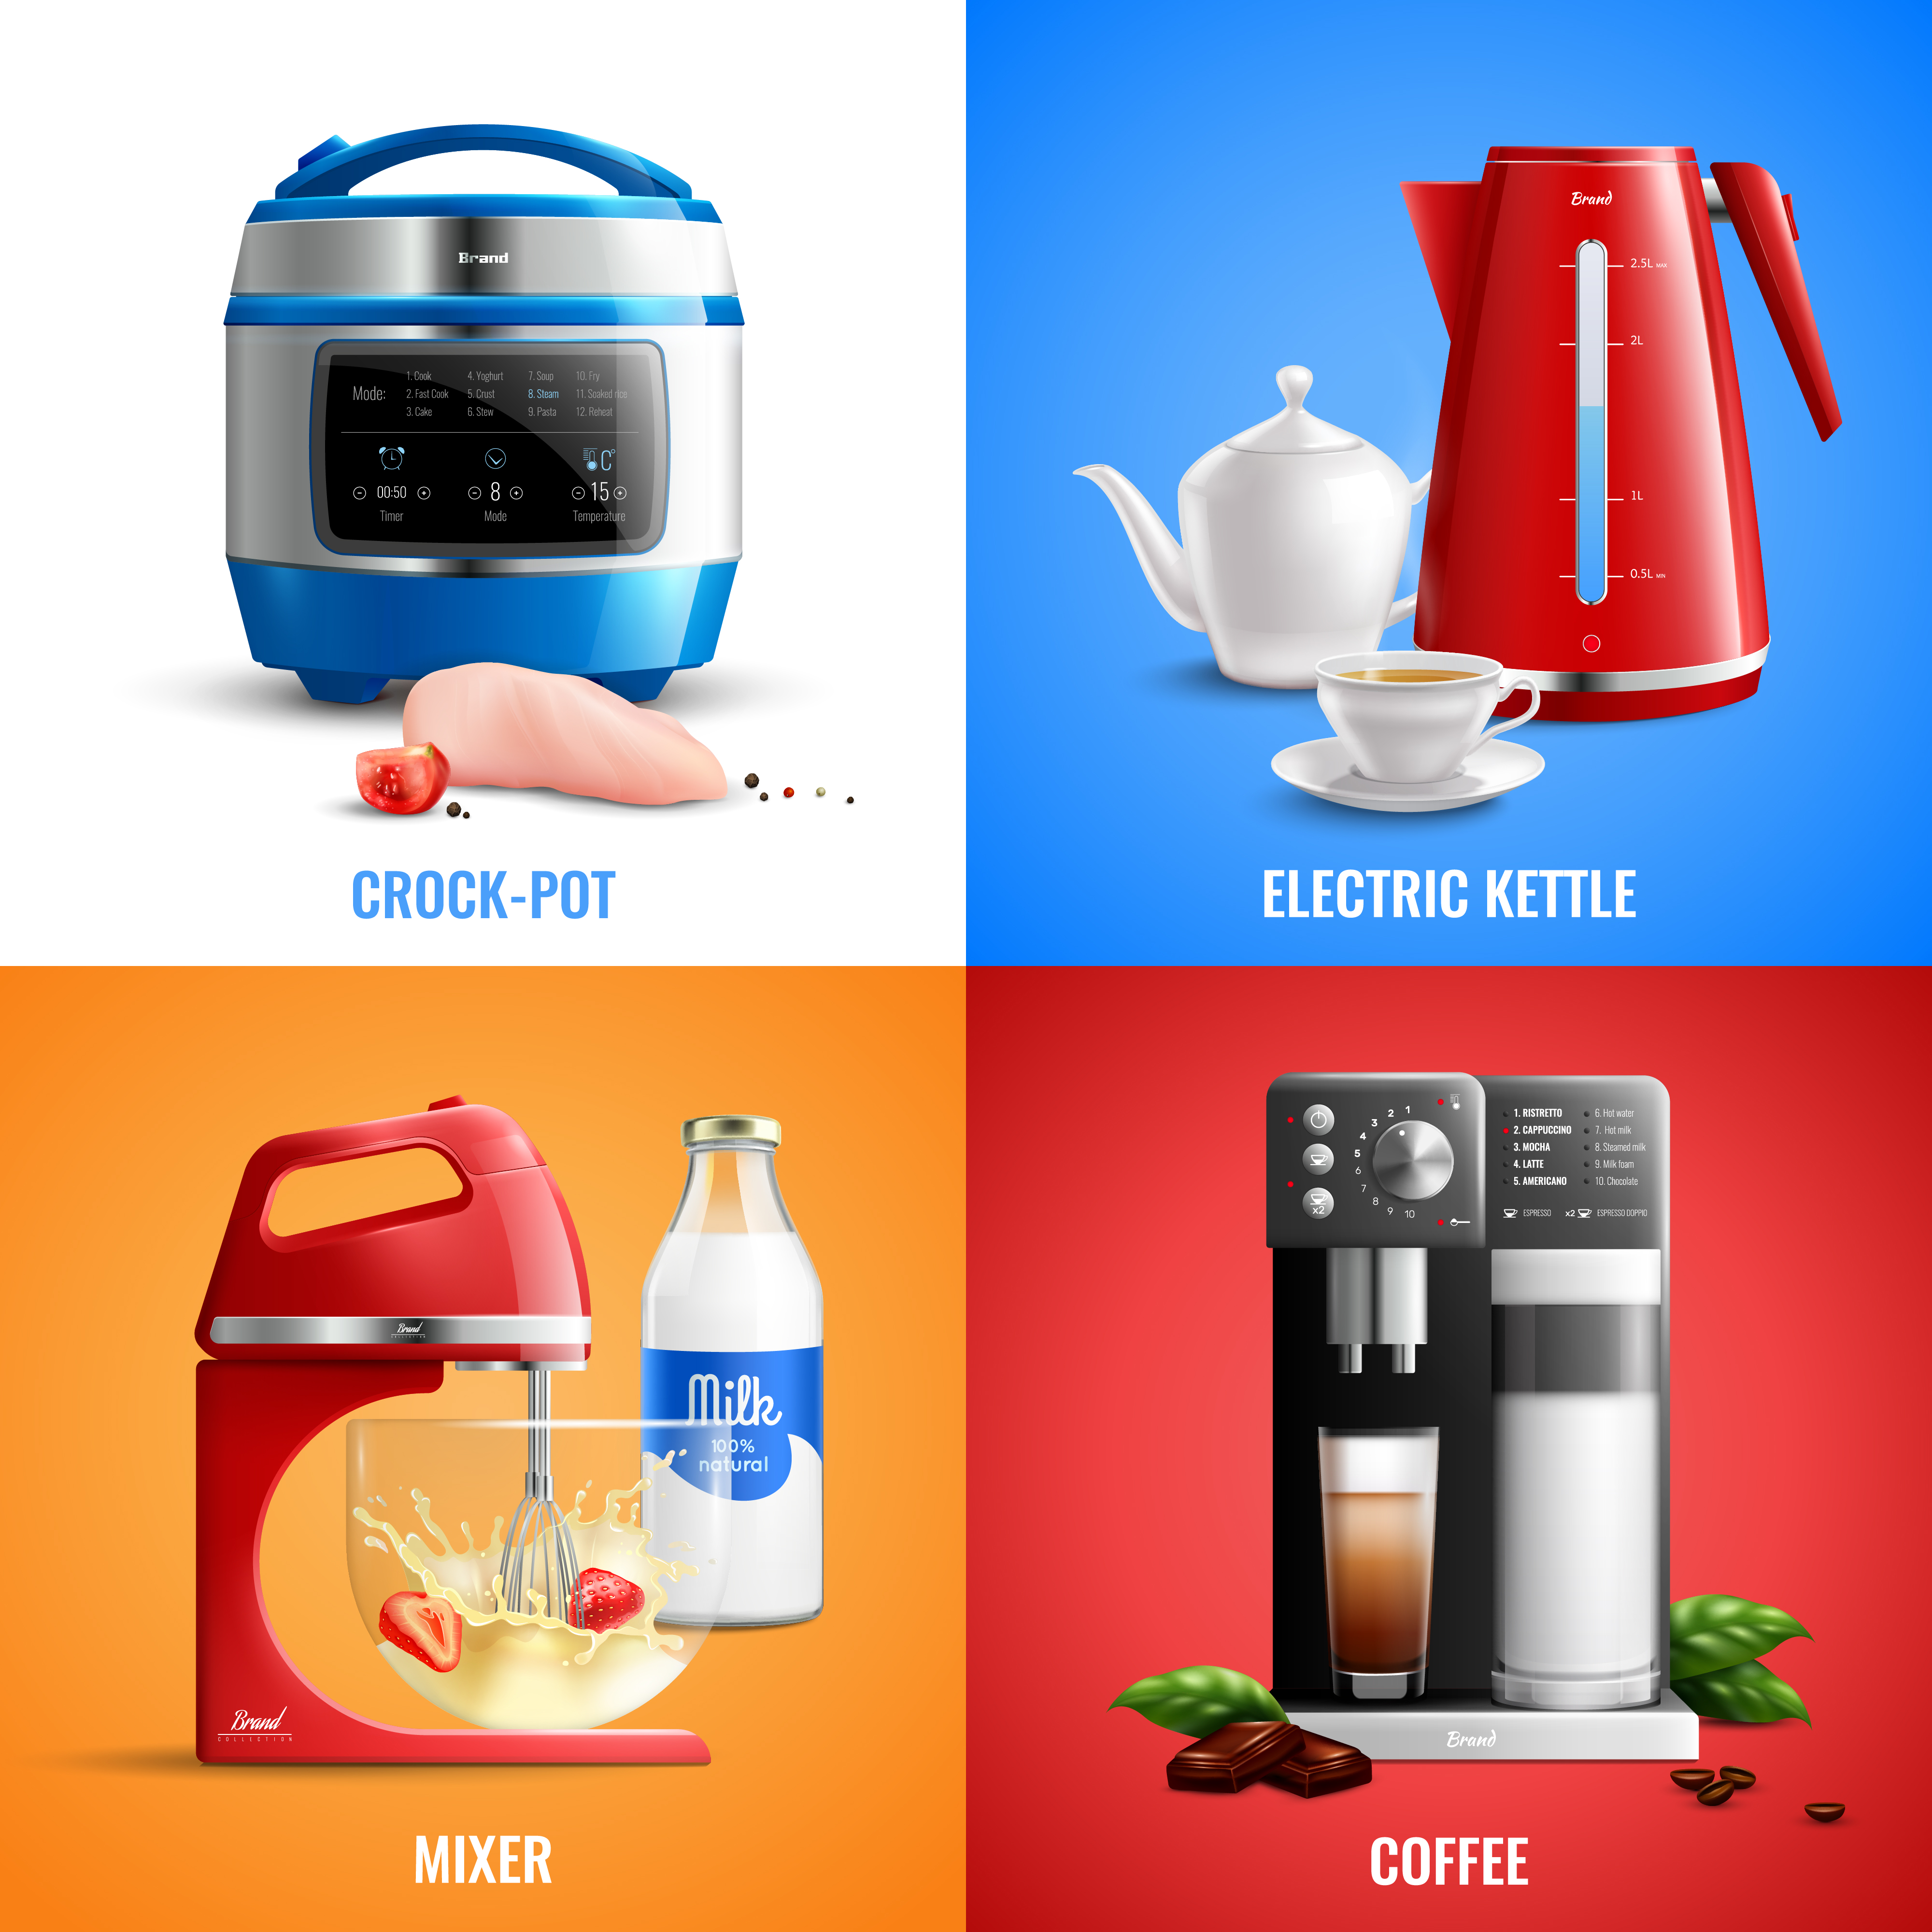 Brand
Mode:
1. Cook 4. Yoghurt 7. Soup 10. Fry
2. Fast Cook 5. Crust 8. Steam 11. Soaked rice
3. Cake 6. Stew 9. Pasta 12. Reheat
C°
00:50 8 15
Timer Mode Temperature
CROCK-POT
Brand
2.5L MAX
2L
1L
0.5L MIN
ELECTRIC KETTLE
Brand
COLLECTION
Milk
100%
natural
Brand
COLLECTION
MIXER
1
2
3
4
5
6
7
8
9
10
x2
1. RISTRETTO 6. Hot water
2. CAPPUCCINO 7. Hot milk
3. MOCHA 8. Steamed milk
4. LATTE 9. Milk foam
5. AMERICANO 10. Chocolate
ESPRESSO x2 ESPRESSO DOPPIO
Brand
COFFEE